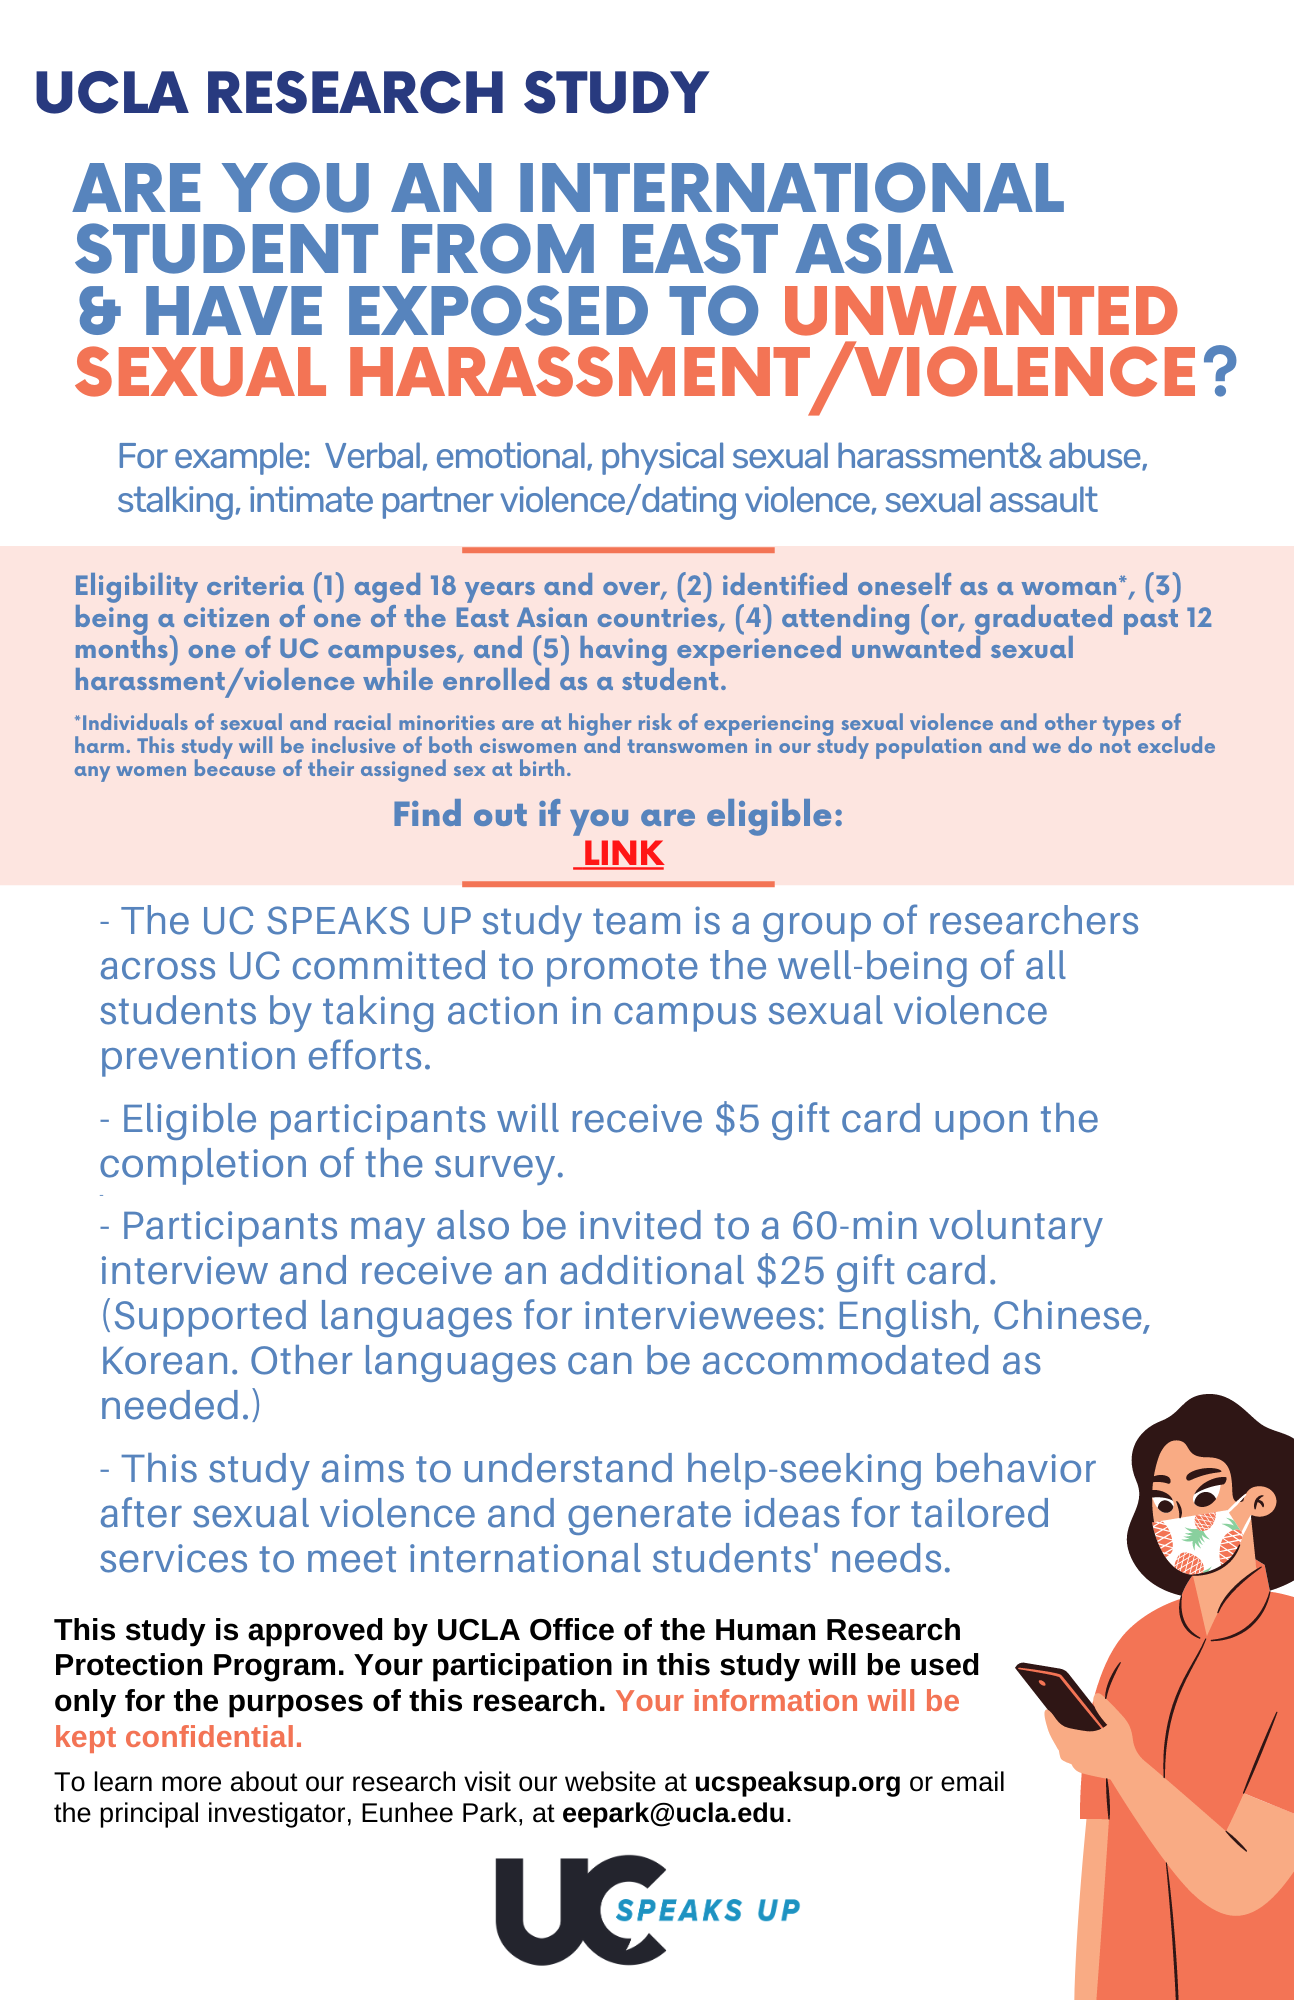 UCLA RESEARCH STUDY
ARE YOU AN INTERNATIONAL
STUDENT FROM EAST ASIA
& HAVE EXPOSED TO UNWANTED
SEXUAL HARASSMENT/VIOLENCE?
For example:  Verbal, emotional, physical sexual harassment& abuse,
stalking, intimate partner violence/dating violence, sexual assault
Eligibility criteria (1) aged 18 years and over, (2) identified oneself as a woman*, (3)
being a citizen of one of the East Asian countries, (4) attending (or, graduated past 12
months) one of UC campuses, and (5) having experienced unwanted sexual
harassment/violence while enrolled as a student.
*Individuals of sexual and racial minorities are at higher risk of experiencing sexual violence and other types of
harm. This study will be inclusive of both ciswomen and transwomen in our study population and we do not exclude
any women because of their assigned sex at birth.
Find out if you are eligible:
LINK
- The UC SPEAKS UP study team is a group of researchers
across UC committed to promote the well-being of all
students by taking action in campus sexual violence
prevention efforts.
- Eligible participants will receive $5 gift card upon the
completion of the survey.
-
- Participants may also be invited to a 60-min voluntary
interview and receive an additional $25 gift card.
(Supported languages for interviewees: English, Chinese,
Korean. Other languages can be accommodated as
needed.)
- This study aims to understand help-seeking behavior
after sexual violence and generate ideas for tailored
services to meet international students' needs.
This study is approved by UCLA Office of the Human Research
Protection Program. Your participation in this study will be used
only for the purposes of this research. Your information will be
kept confidential.
To learn more about our research visit our website at ucspeaksup.org or email
the principal investigator, Eunhee Park, at eepark@ucla.edu.
UC SPEAKS UP